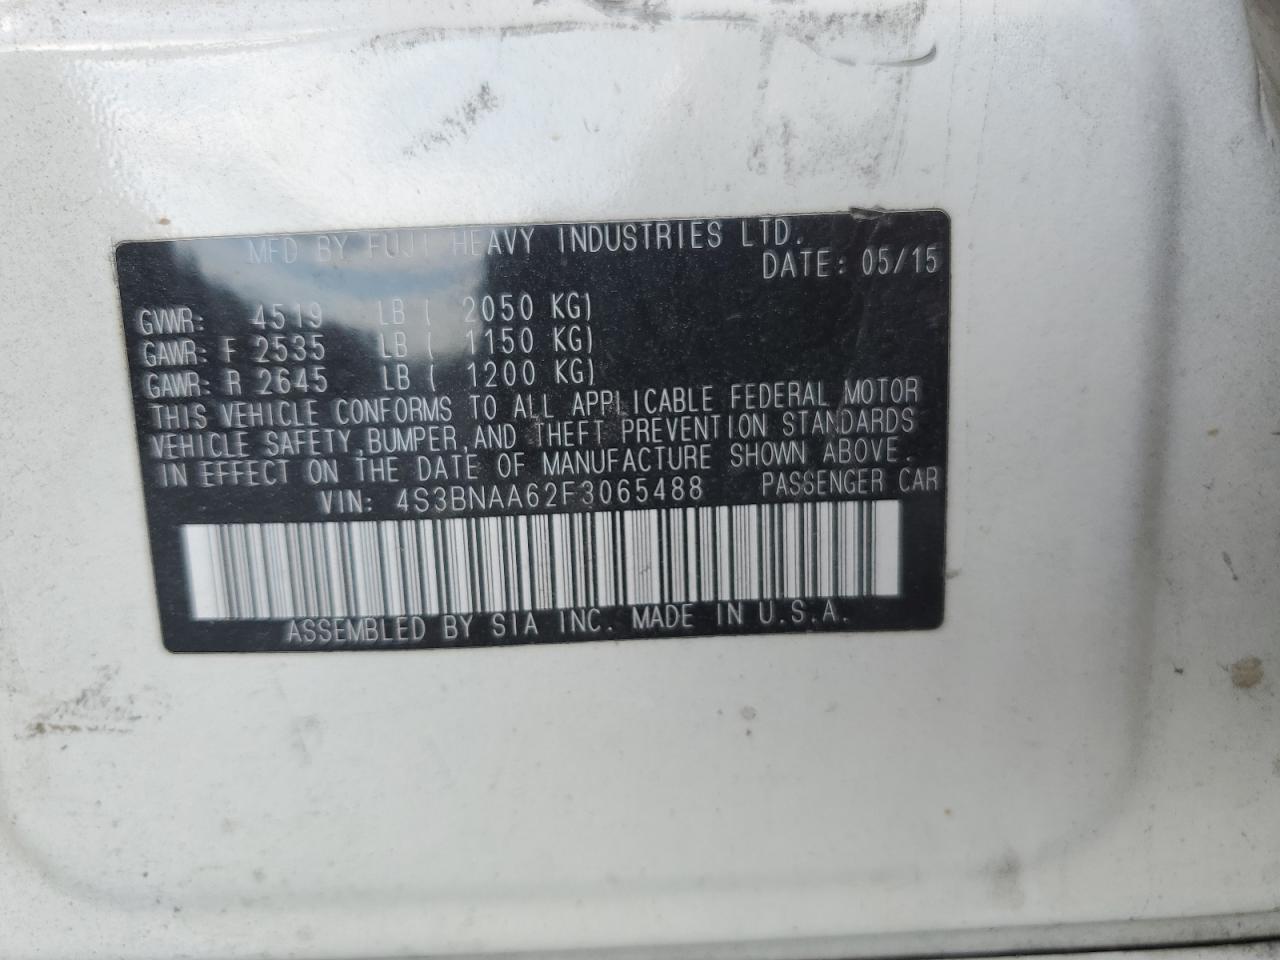 MFD BY FUJI HEAVY INDUSTRIES LTD.
DATE: 05/15
GVWR: 4519 LB ( 2050 KG)
GAWR: F 2535 LB ( 1150 KG)
GAWR: R 2645 LB ( 1200 KG)
THIS VEHICLE CONFORMS TO ALL APPLICABLE FEDERAL MOTOR
VEHICLE SAFETY,BUMPER,AND THEFT PREVENTION STANDARDS
IN EFFECT ON THE DATE OF MANUFACTURE SHOWN ABOVE.
VIN: 4S3BNAA62F3065488 PASSENGER CAR
ASSEMBLED BY SIA INC. MADE IN U.S.A.